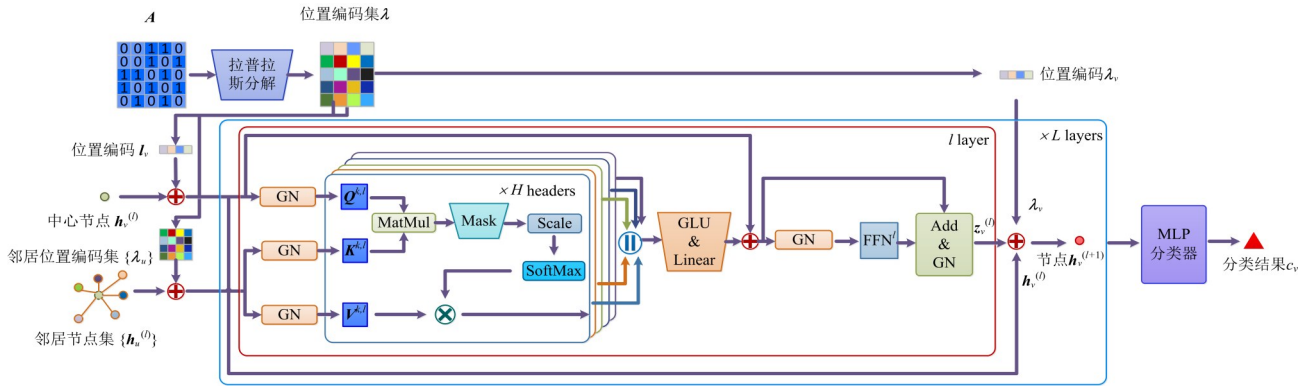 A
位置编码集λ
0 0 1 1 0
0 0 1 0 1
1 1 0 1 0
1 0 1 0 1
0 1 0 1 0
拉普拉
斯分解
位置编码λv
位置编码 lv
l layer
×L layers
×H headers
中心节点 hv(l)
GN
Qk,l
MatMul
Mask
Scale
GLU
&
Linear
GN
FFNl
Add
&
GN
zv(l)
λv
hv(l)
节点hv(l+1)
MLP
分类器
分类结果cv
邻居位置编码集 {λu}
GN
Kk,l
SoftMax
GN
Vk,l
邻居节点集 {hu(l)}